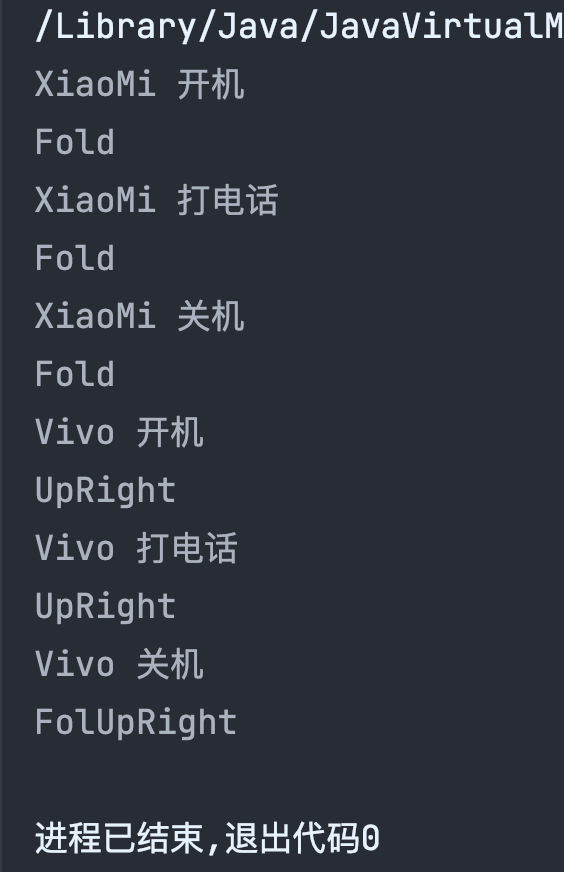 /Library/Java/JavaVirtualM
XiaoMi 开机
Fold
XiaoMi 打电话
Fold
XiaoMi 关机
Fold
Vivo 开机
UpRight
Vivo 打电话
UpRight
Vivo 关机
FolUpRight
进程已结束,退出代码0